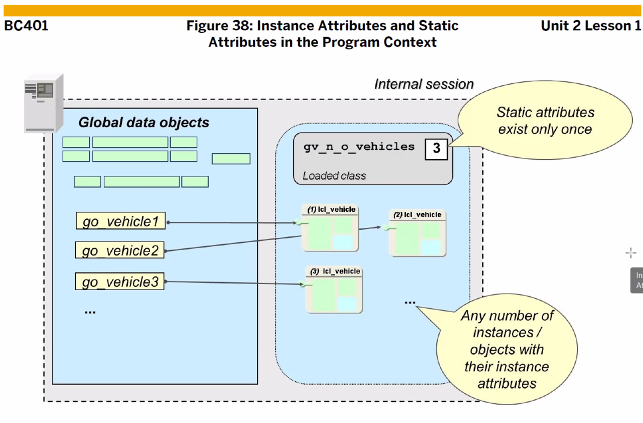 BC401
Figure 38: Instance Attributes and Static
Attributes in the Program Context
Unit 2 Lesson 1
Internal session
Static attributes
exist only once
Global data objects
gv_n_o_vehicles 3
Loaded class
go_vehicle1
go_vehicle2
go_vehicle3
...
(1) lcl_vehicle
(2) lcl_vehicle
(3) lcl_vehicle
...
Any number of
instances /
objects with
their instance
attributes
In
At